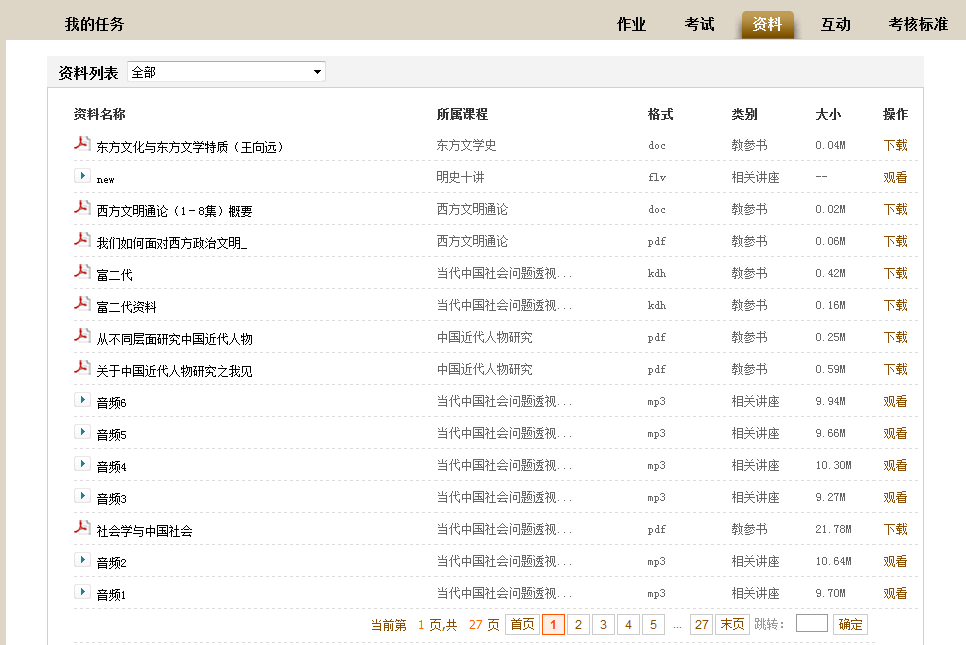 我的任务 作业 考试 资料 互动 考核标准
资料列表 全部
资料名称 所属课程 格式 类别 大小 操作
东方文化与东方文学特质（王向远） 东方文学史 doc 教参书 0.04M 下载
new 明史十讲 flv 相关讲座 -- 观看
西方文明通论（1－8集）概要 西方文明通论 doc 教参书 0.02M 下载
我们如何面对西方政治文明_ 西方文明通论 pdf 教参书 0.06M 下载
富二代 当代中国社会问题透视... kdh 教参书 0.42M 下载
富二代资料 当代中国社会问题透视... kdh 教参书 0.16M 下载
从不同层面研究中国近代人物 中国近代人物研究 pdf 教参书 0.25M 下载
关于中国近代人物研究之我见 中国近代人物研究 pdf 教参书 0.59M 下载
音频6 当代中国社会问题透视... mp3 相关讲座 9.94M 观看
音频5 当代中国社会问题透视... mp3 相关讲座 9.66M 观看
音频4 当代中国社会问题透视... mp3 相关讲座 10.30M 观看
音频3 当代中国社会问题透视... mp3 相关讲座 9.27M 观看
社会学与中国社会 当代中国社会问题透视... pdf 教参书 21.78M 下载
音频2 当代中国社会问题透视... mp3 相关讲座 10.64M 观看
音频1 当代中国社会问题透视... mp3 相关讲座 9.70M 观看
当前第 1 页,共 27 页 首页 1 2 3 4 5 ... 27 末页 跳转: 确定